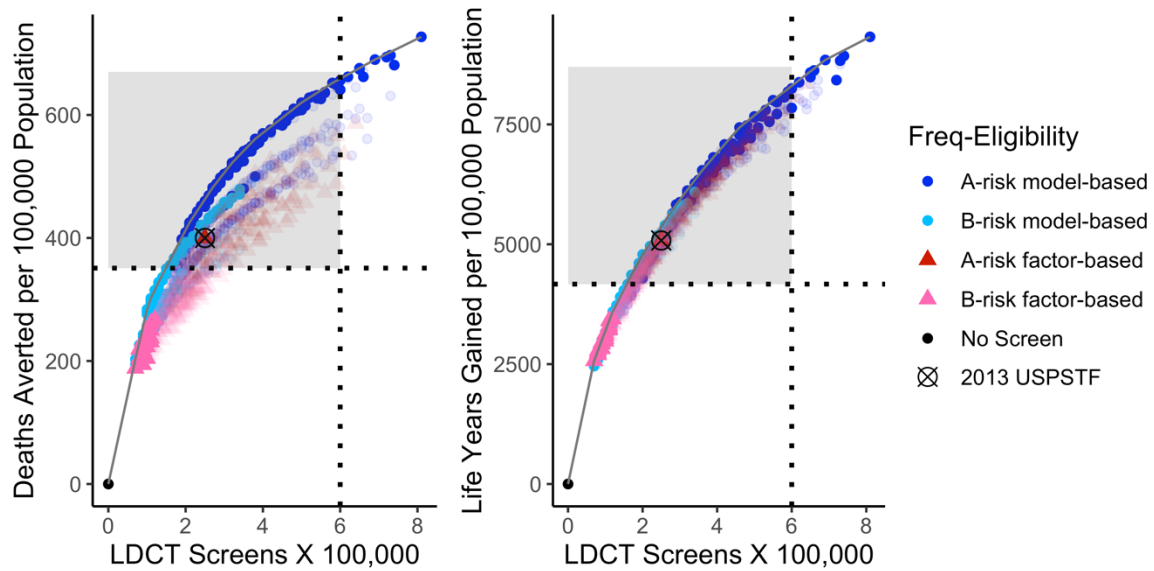 Deaths Averted per 100,000 Population
600
400
200
0
0 2 4 6 8
LDCT Screens X 100,000
Life Years Gained per 100,000 Population
7500
5000
2500
0
0 2 4 6 8
LDCT Screens X 100,000
Freq-Eligibility
A-risk model-based
B-risk model-based
A-risk factor-based
B-risk factor-based
No Screen
2013 USPSTF